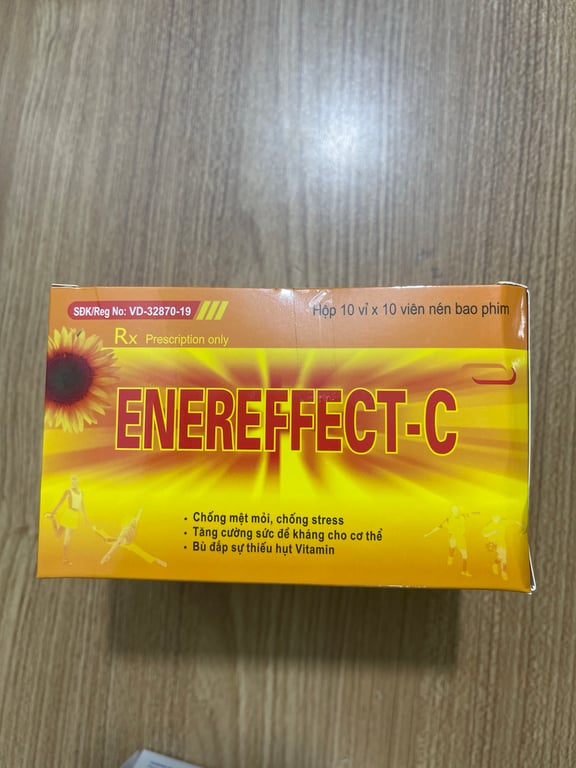 SĐK/Reg No: VD-32870-19
Hộp 10 vỉ x 10 viên nén bao phim
Rx Prescription only
ENEREFFECT-C
• Chống mệt mỏi, chống stress
• Tăng cường sức đề kháng cho cơ thể
• Bù đắp sự thiếu hụt Vitamin